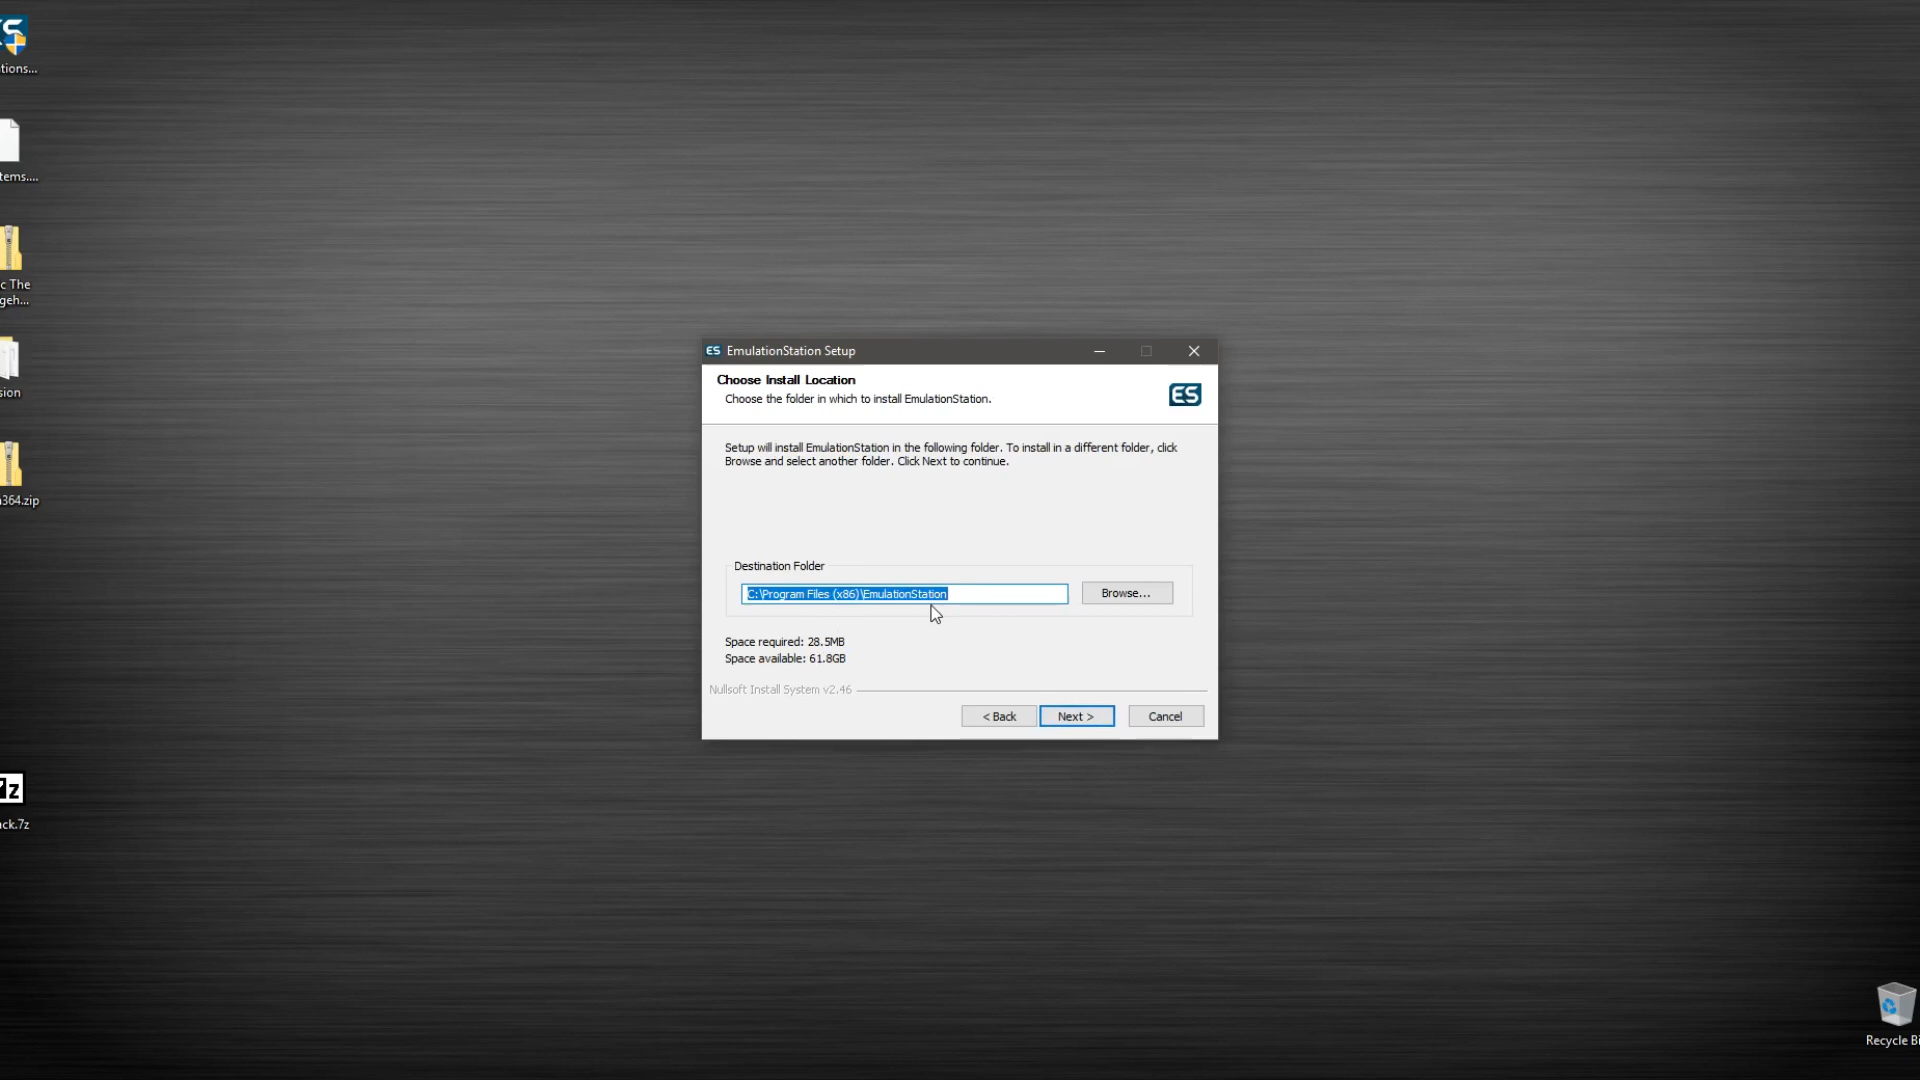 tions...
tems....
c The
geh...
sion
364.zip
7z
ck.7z
ES EmulationStation Setup
Choose Install Location
Choose the folder in which to install EmulationStation.
ES
Setup will install EmulationStation in the following folder. To install in a different folder, click
Browse and select another folder. Click Next to continue.
Destination Folder
C:\Program Files (x86)\EmulationStation
Browse...
Space required: 28.5MB
Space available: 61.8GB
Nullsoft Install System v2.46
< Back
Next >
Cancel
Recycle Bi